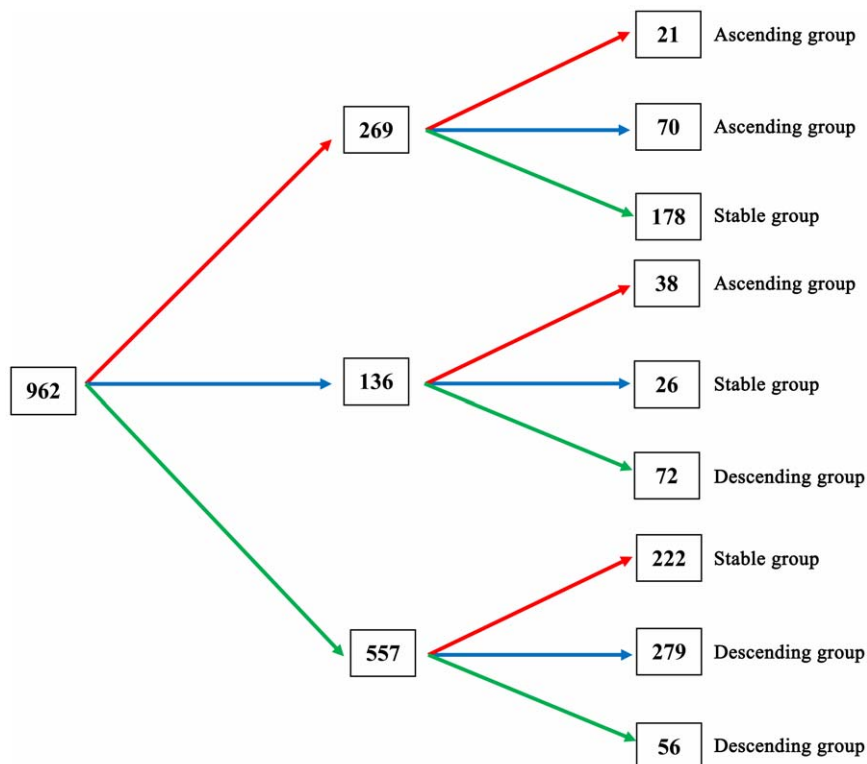 21 Ascending group
269
70 Ascending group
178 Stable group
38 Ascending group
962
136
26 Stable group
72 Descending group
222 Stable group
557
279 Descending group
56 Descending group